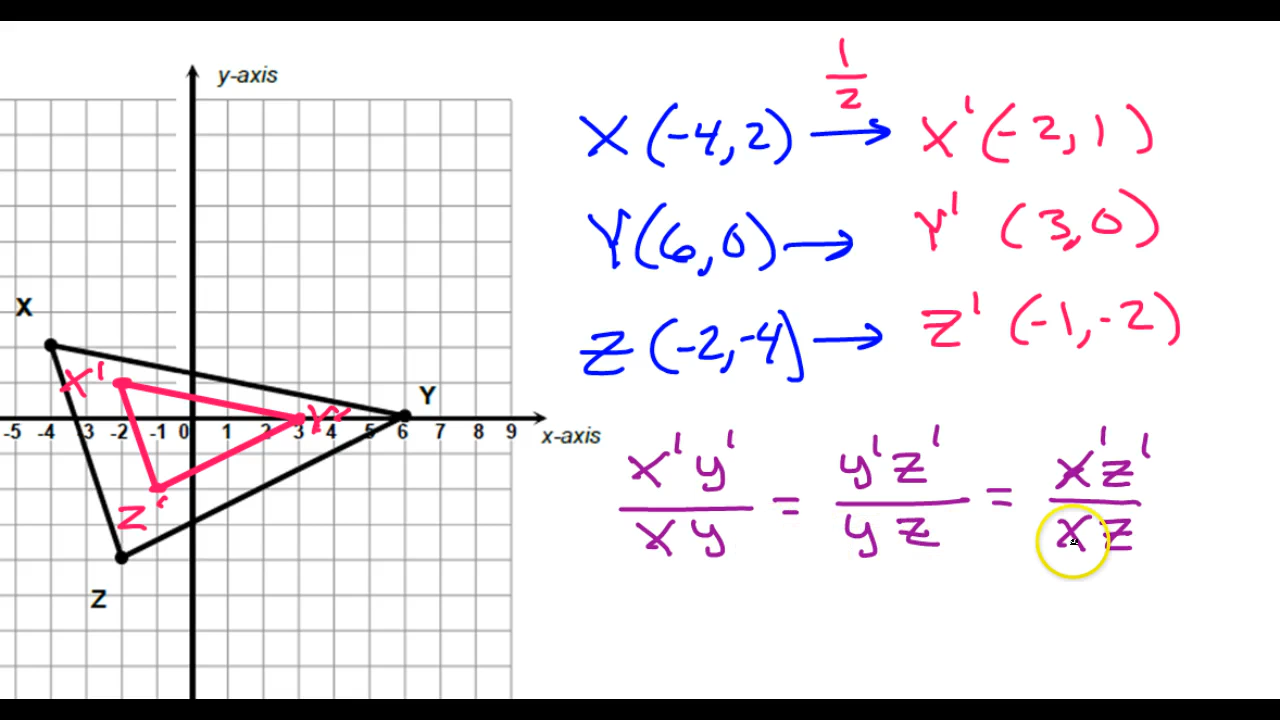 y-axis
1
2
X (-4, 2) → X' (-2, 1)
Y (6, 0) → Y' (3, 0)
Z (-2, -4] → Z' (-1, -2)
X
X'
Y
Y'
-5 -4 -3 -2 -1 0 1 2 3 4 5 6 7 8 9 x-axis
Z'
Z
x'y' = y'z' = x'z'
xy yz xz